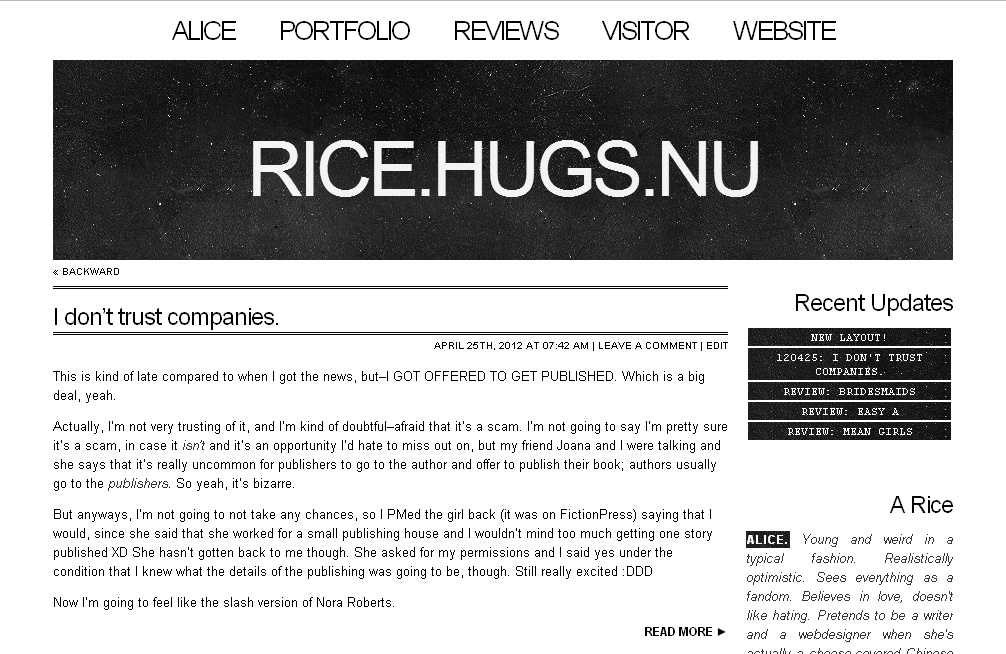 ALICE PORTFOLIO REVIEWS VISITOR WEBSITE
RICE.HUGS.NU
« BACKWARD
I don't trust companies.
APRIL 25TH, 2012 AT 07:42 AM | LEAVE A COMMENT | EDIT
This is kind of late compared to when I got the news, but–I GOT OFFERED TO GET PUBLISHED. Which is a big
deal, yeah.
Actually, I'm not very trusting of it, and I'm kind of doubtful–afraid that it's a scam. I'm not going to say I'm pretty sure
it's a scam, in case it isn't and it's an opportunity I'd hate to miss out on, but my friend Joana and I were talking and
she says that it's really uncommon for publishers to go to the author and offer to publish their book; authors usually
go to the publishers. So yeah, it's bizarre.
But anyways, I'm not going to not take any chances, so I PMed the girl back (it was on FictionPress) saying that I
would, since she said that she worked for a small publishing house and I wouldn't mind too much getting one story
published XD She hasn't gotten back to me though. She asked for my permissions and I said yes under the
condition that I knew what the details of the publishing was going to be, though. Still really excited :DDD
Now I'm going to feel like the slash version of Nora Roberts.
READ MORE ►
Recent Updates
NEW LAYOUT!
120425: I DON'T TRUST
COMPANIES.
REVIEW: BRIDESMAIDS
REVIEW: EASY A
REVIEW: MEAN GIRLS
A Rice
ALICE. Young and weird in a
typical fashion. Realistically
optimistic. Sees everything as a
fandom. Believes in love, doesn't
like hating. Pretends to be a writer
and a webdesigner when she's
actually a cheese-covered Chinese